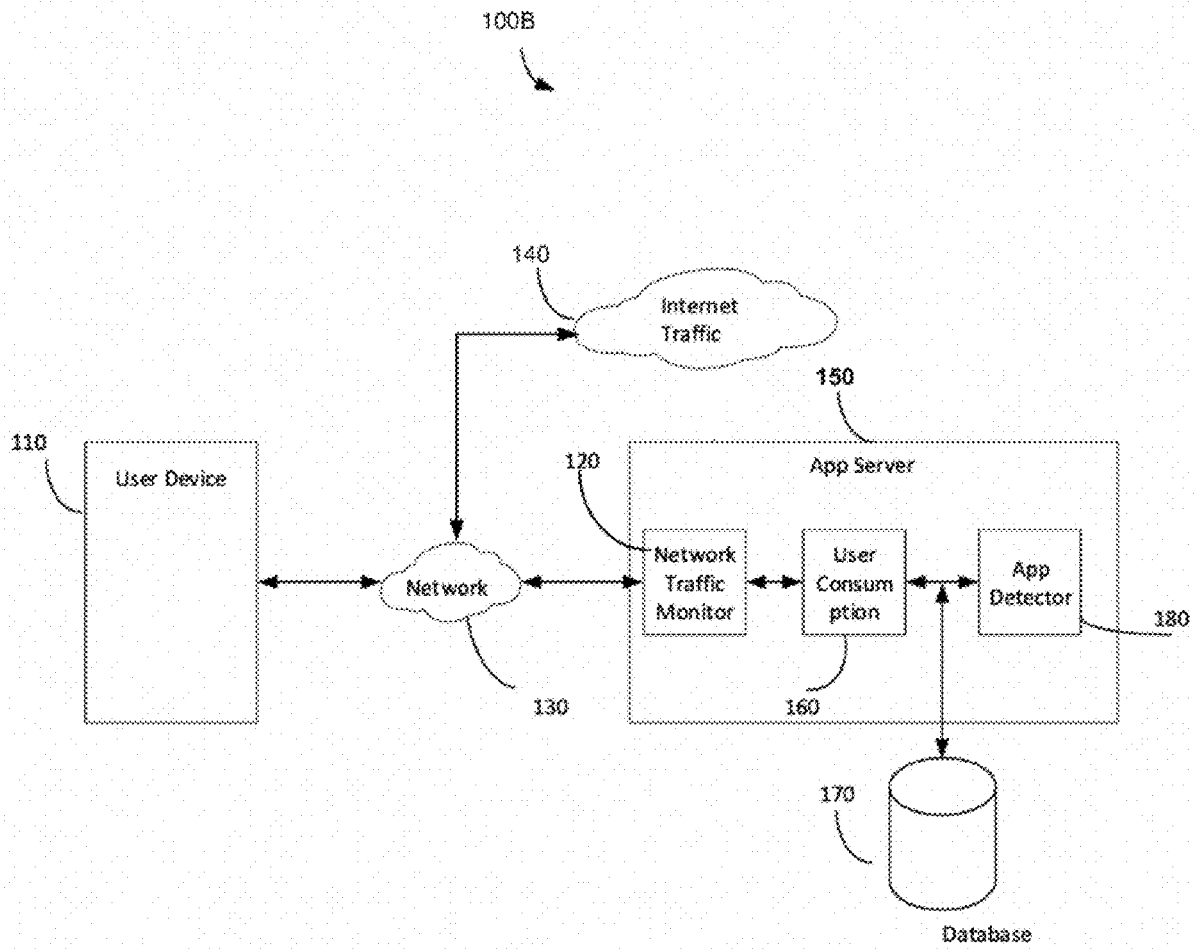 100B
140
Internet
Traffic
150
110
User Device
120
App Server
Network
Traffic
Monitor
User
Consum
ption
App
Detector
Network
180
130
160
170
Database